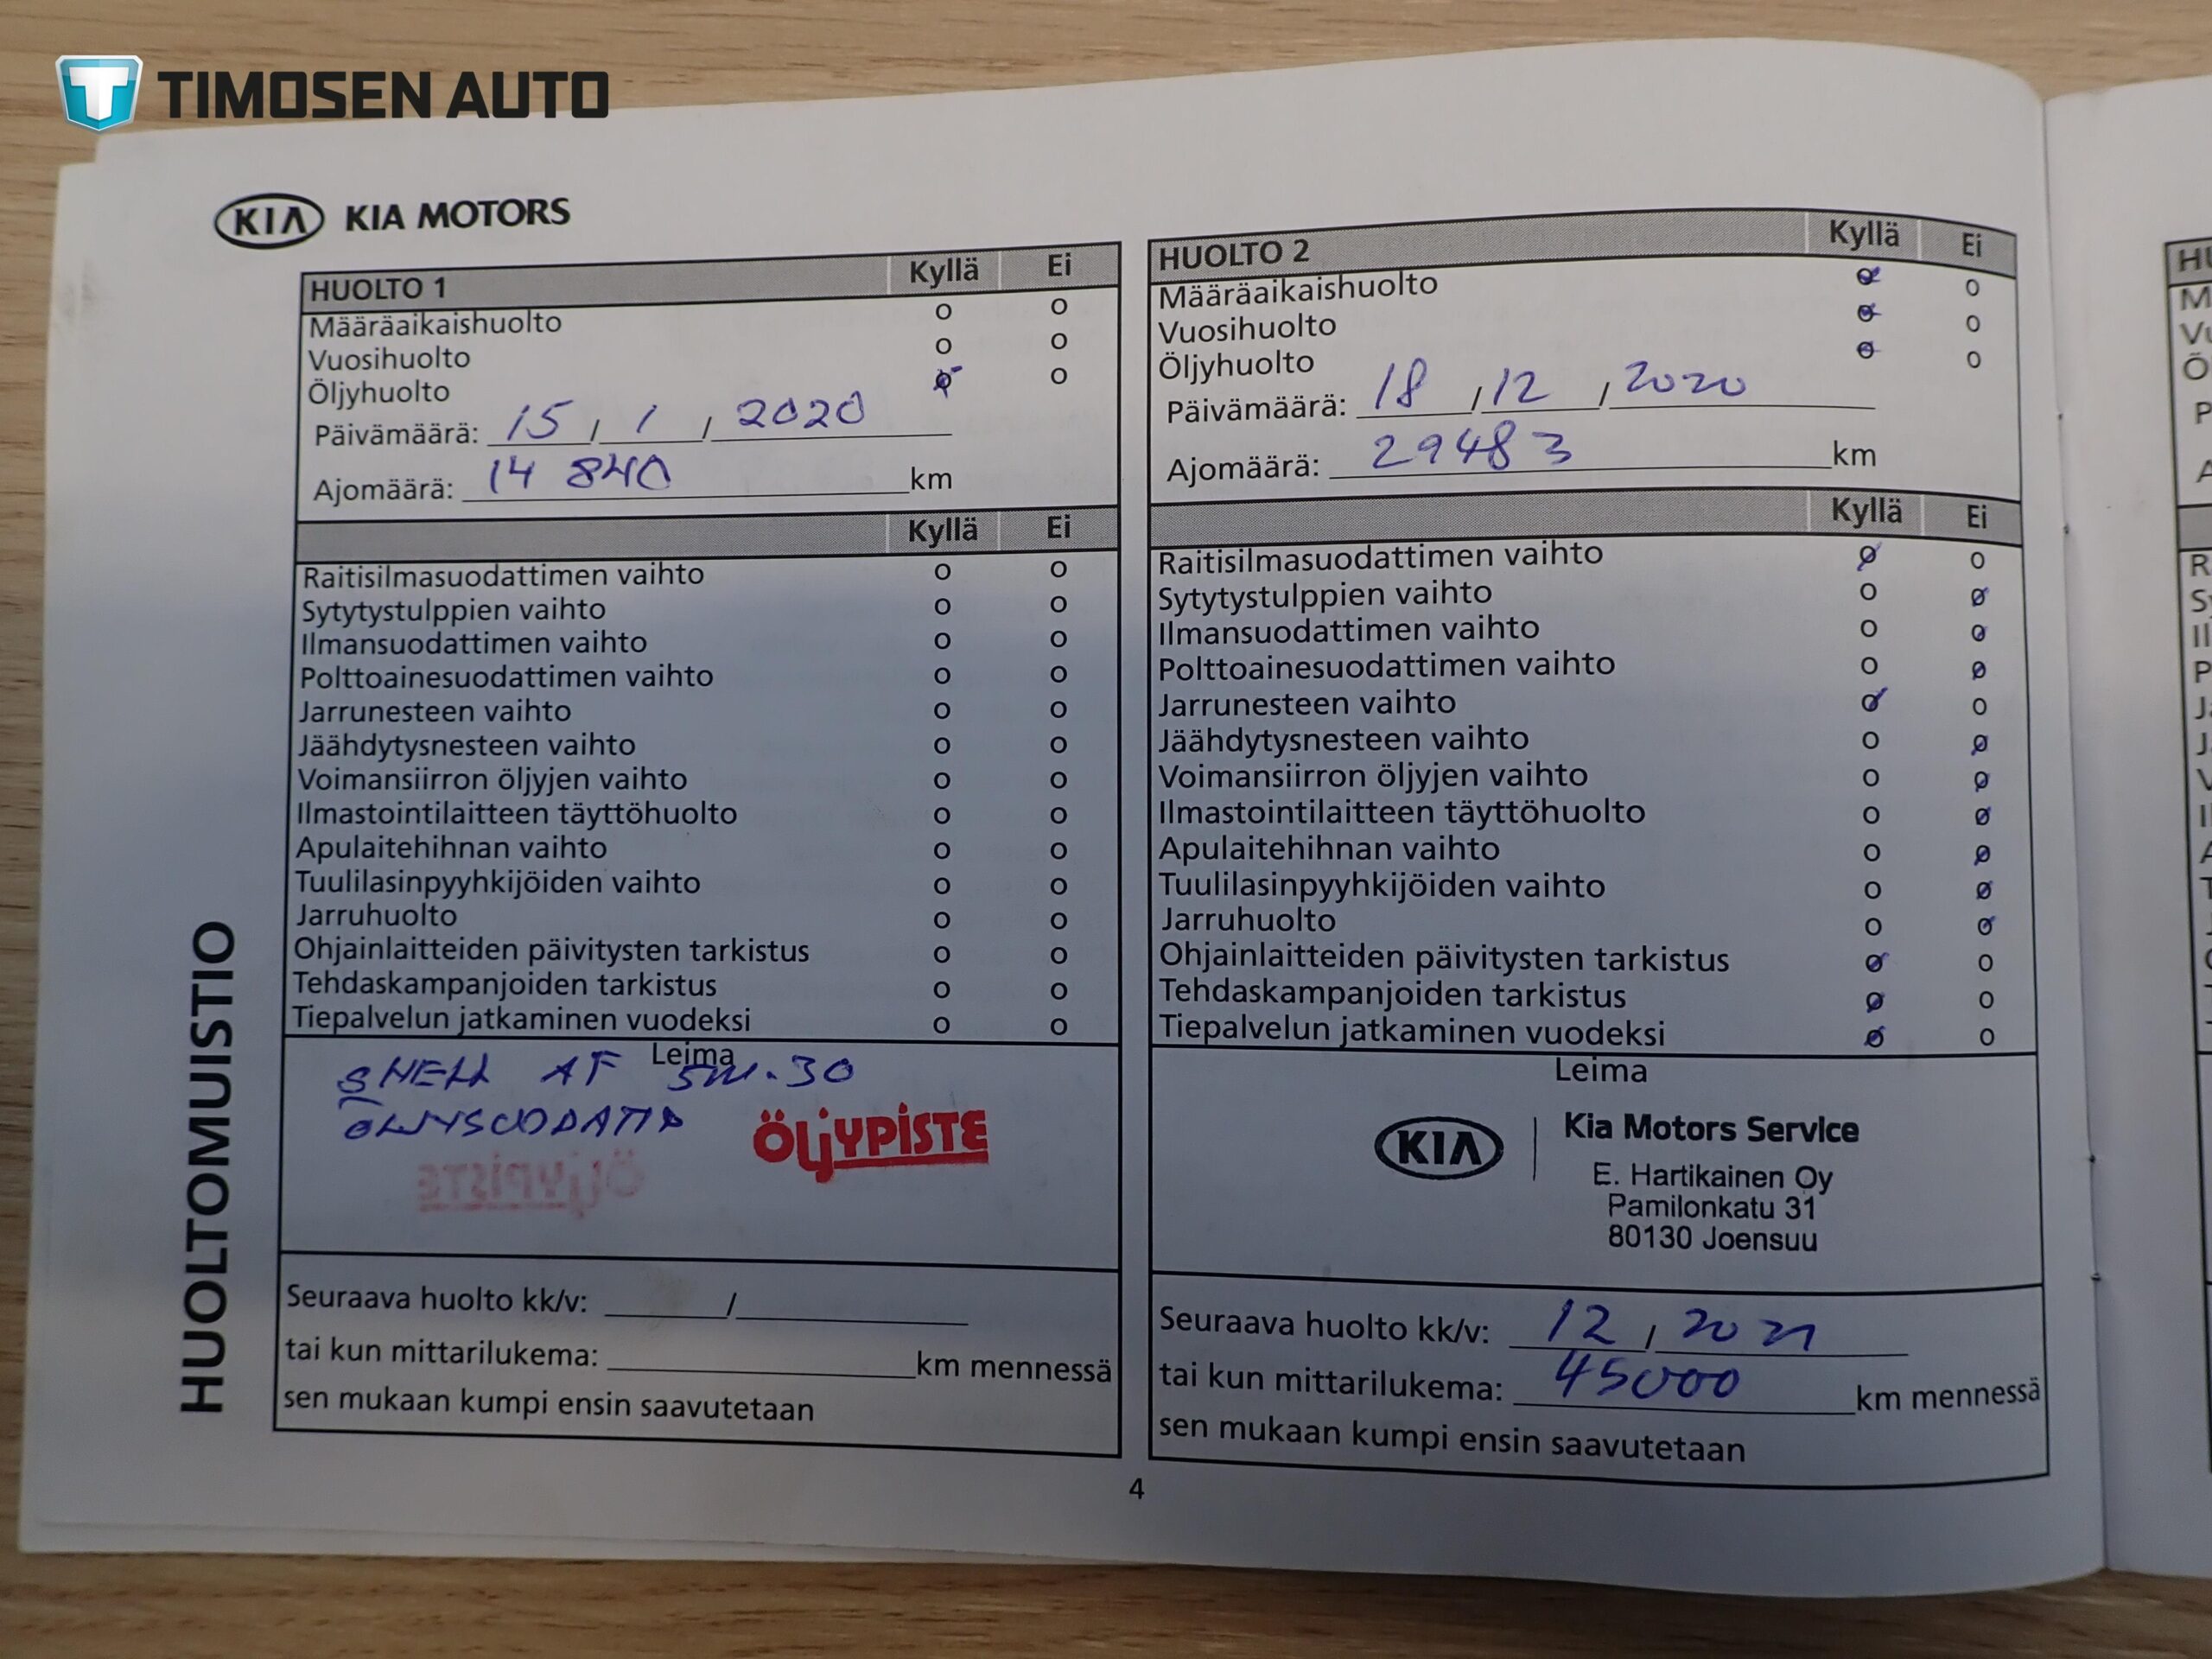 TIMOSEN AUTO
KIA KIA MOTORS
HUOLTOMUISTIO
HUOLTO 1 Kyllä Ei
Määräaikaishuolto o o
Vuosihuolto o o
Öljyhuolto o o
Päivämäärä: 15 / 1 / 2020
Ajomäärä: 14 840 km
Kyllä Ei
Raitisilmasuodattimen vaihto o o
Sytytystulppien vaihto o o
Ilmansuodattimen vaihto o o
Polttoainesuodattimen vaihto o o
Jarrunesteen vaihto o o
Jäähdytysnesteen vaihto o o
Voimansiirron öljyjen vaihto o o
Ilmastointilaitteen täyttöhuolto o o
Apulaitehihnan vaihto o o
Tuulilasinpyyhkijöiden vaihto o o
Jarruhuolto o o
Ohjainlaitteiden päivitysten tarkistus o o
Tehdaskampanjoiden tarkistus o o
Tiepalvelun jatkaminen vuodeksi o o
Leima
SHELL AF 5W-30
ÖLJYSUODATIN
ÖLJYPISTE
Seuraava huolto kk/v: /
tai kun mittarilukema: km mennessä
sen mukaan kumpi ensin saavutetaan
HUOLTO 2 Kyllä Ei
Määräaikaishuolto o o
Vuosihuolto o o
Öljyhuolto o o
Päivämäärä: 18 / 12 / 2020
Ajomäärä: 29483 km
Kyllä Ei
Raitisilmasuodattimen vaihto o o
Sytytystulppien vaihto o o
Ilmansuodattimen vaihto o o
Polttoainesuodattimen vaihto o o
Jarrunesteen vaihto o o
Jäähdytysnesteen vaihto o o
Voimansiirron öljyjen vaihto o o
Ilmastointilaitteen täyttöhuolto o o
Apulaitehihnan vaihto o o
Tuulilasinpyyhkijöiden vaihto o o
Jarruhuolto o o
Ohjainlaitteiden päivitysten tarkistus o o
Tehdaskampanjoiden tarkistus o o
Tiepalvelun jatkaminen vuodeksi o o
Leima
KIA Kia Motors Service
E. Hartikainen Oy
Pamilonkatu 31
80130 Joensuu
Seuraava huolto kk/v: 12 / 2021
tai kun mittarilukema: 45000 km mennessä
sen mukaan kumpi ensin saavutetaan
4